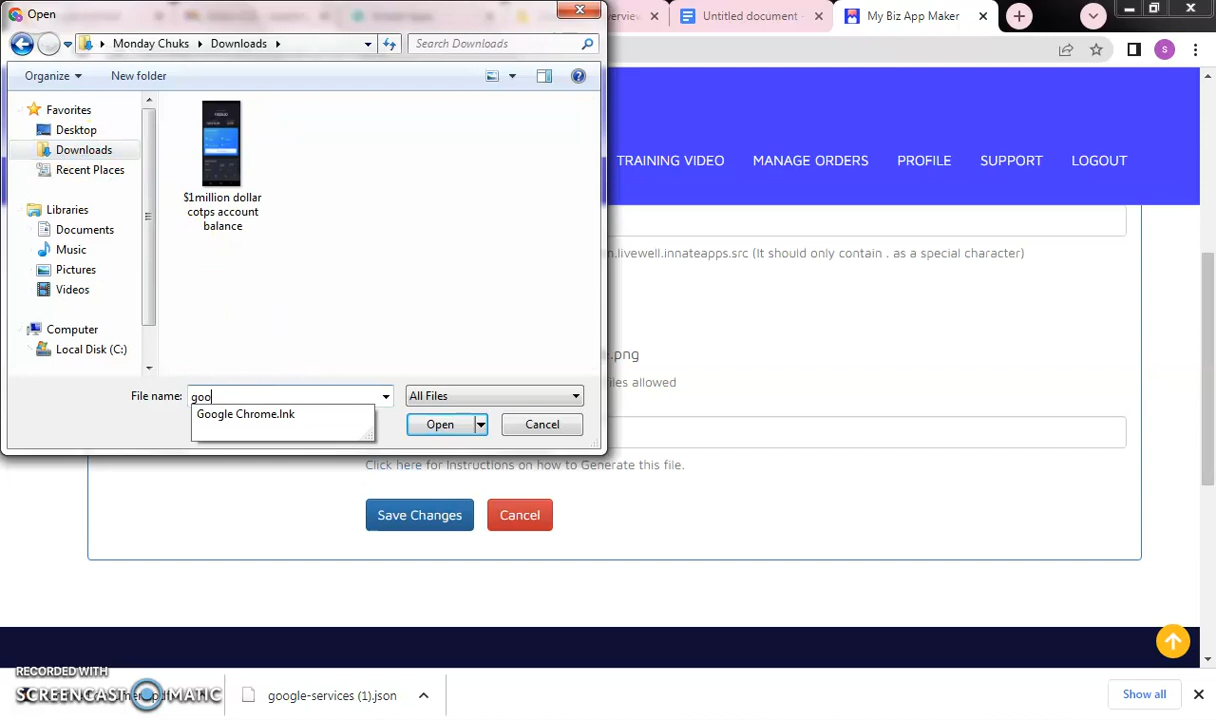 Open
Untitled document
My Biz App Maker
Monday Chuks
Downloads
Search Downloads
Organize
New folder
Favorites
Desktop
Downloads
Recent Places
Libraries
Documents
Music
Pictures
Videos
Computer
Local Disk (C:)
$1million dollar
cotps account
balance
File name: goo
All Files
Google Chrome.lnk
Open
Cancel
S
TRAINING VIDEO
MANAGE ORDERS
PROFILE
SUPPORT
LOGOUT
.livewell.innateapps.src (It should only contain . as a special character)
.png
files allowed
Click here for Instructions on how to Generate this file.
Save Changes
Cancel
RECORDED WITH
SCREENCAST-O-MATIC
google-services (1).json
Show all